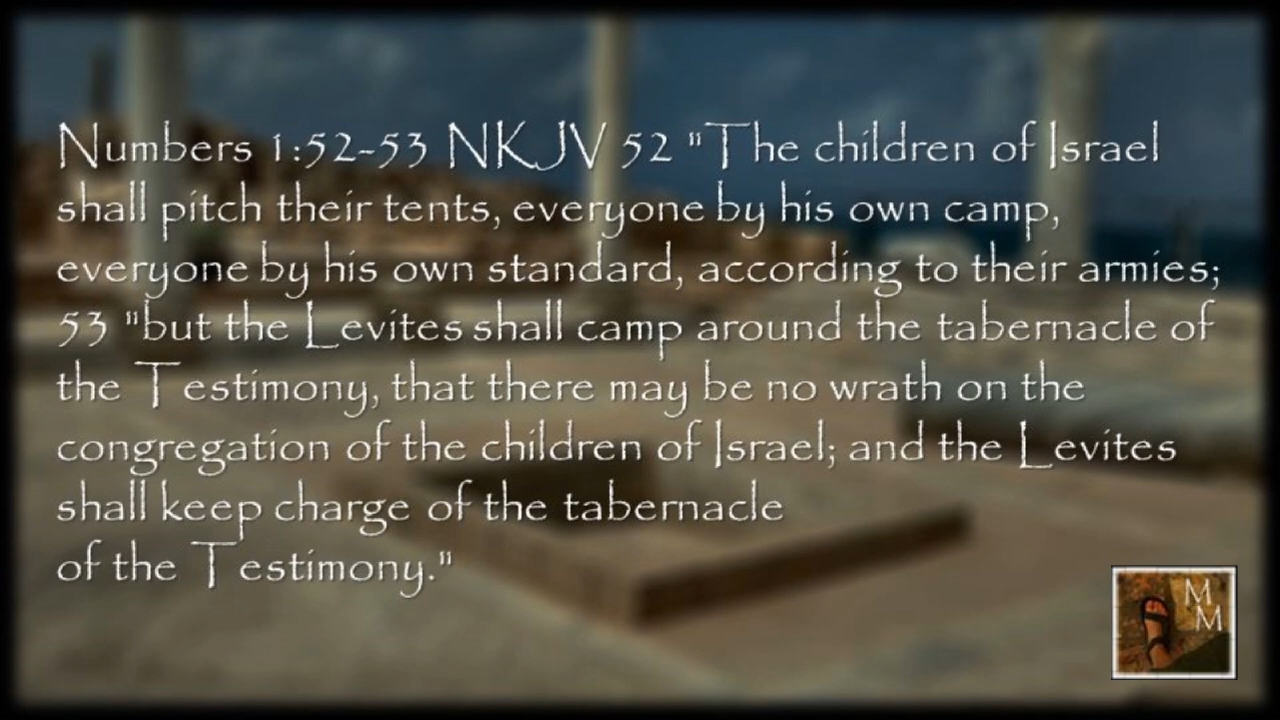 Numbers 1:52-53 NKJV 52 "The children of Israel
shall pitch their tents, everyone by his own camp,
everyone by his own standard, according to their armies;
53 "but the Levites shall camp around the tabernacle of
the Testimony, that there may be no wrath on the
congregation of the children of Israel; and the Levites
shall keep charge of the tabernacle
of the Testimony."
M
M